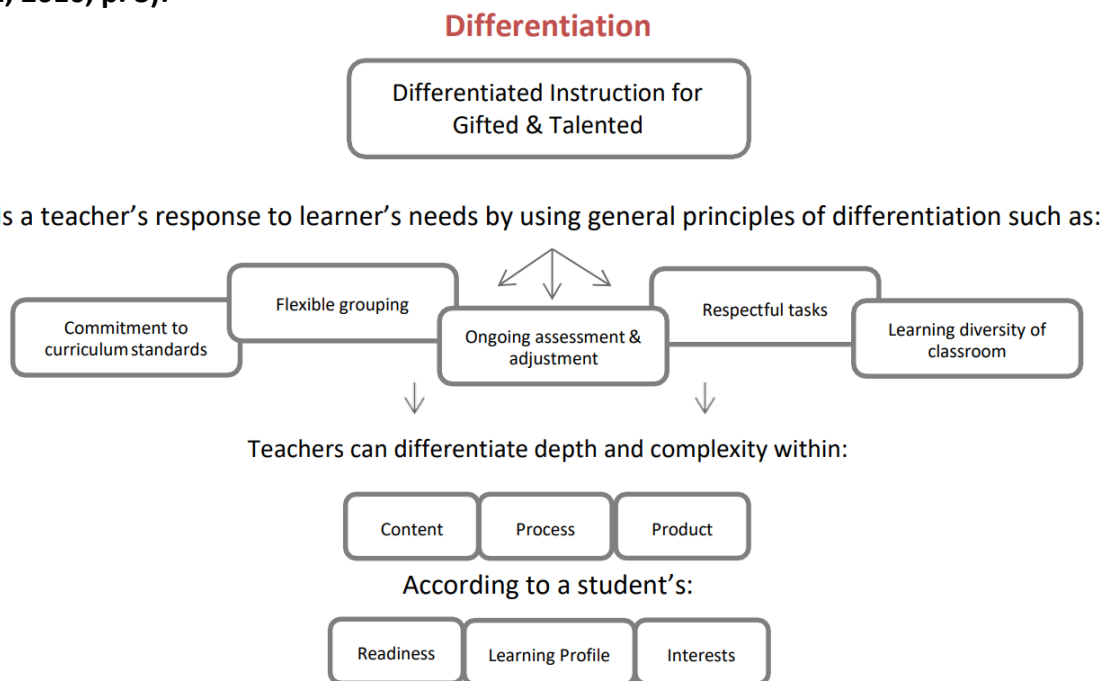 Differentiation
Differentiated Instruction for
Gifted & Talented
Is a teacher's response to learner's needs by using general principles of differentiation such as:
Flexible grouping
Respectful tasks
Commitment to
curriculum standards
Ongoing assessment &
adjustment
Learning diversity of
classroom
Teachers can differentiate depth and complexity within:
Content Process Product
According to a student's:
Readiness Learning Profile Interests